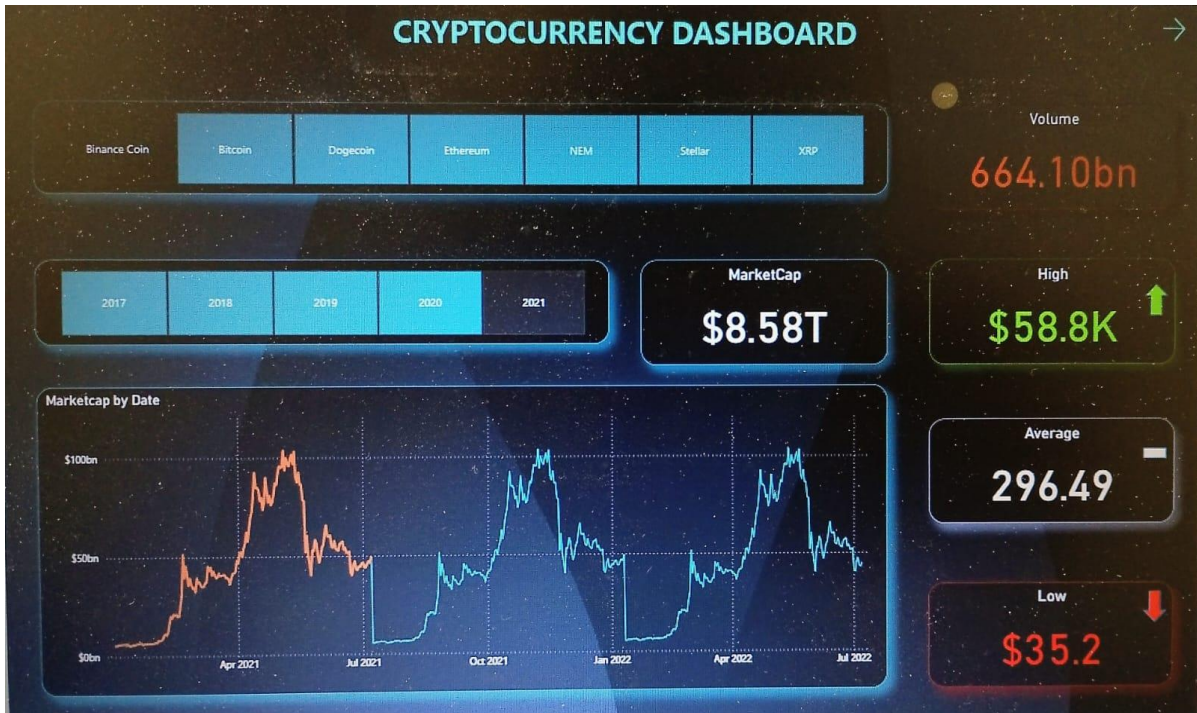 CRYPTOCURRENCY DASHBOARD
Binance Coin
Bitcoin
Dogecoin
Ethereum
NEM
Stellar
XRP
Volume
664.10bn
2017
2018
2019
2020
2021
MarketCap
$8.58T
High
$58.8K
Marketcap by Date
$100bn
$50bn
$0bn
Apr 2021
Jul 2021
Oct 2021
Jan 2022
Apr 2022
Jul 2022
Average
296.49
Low
$35.2